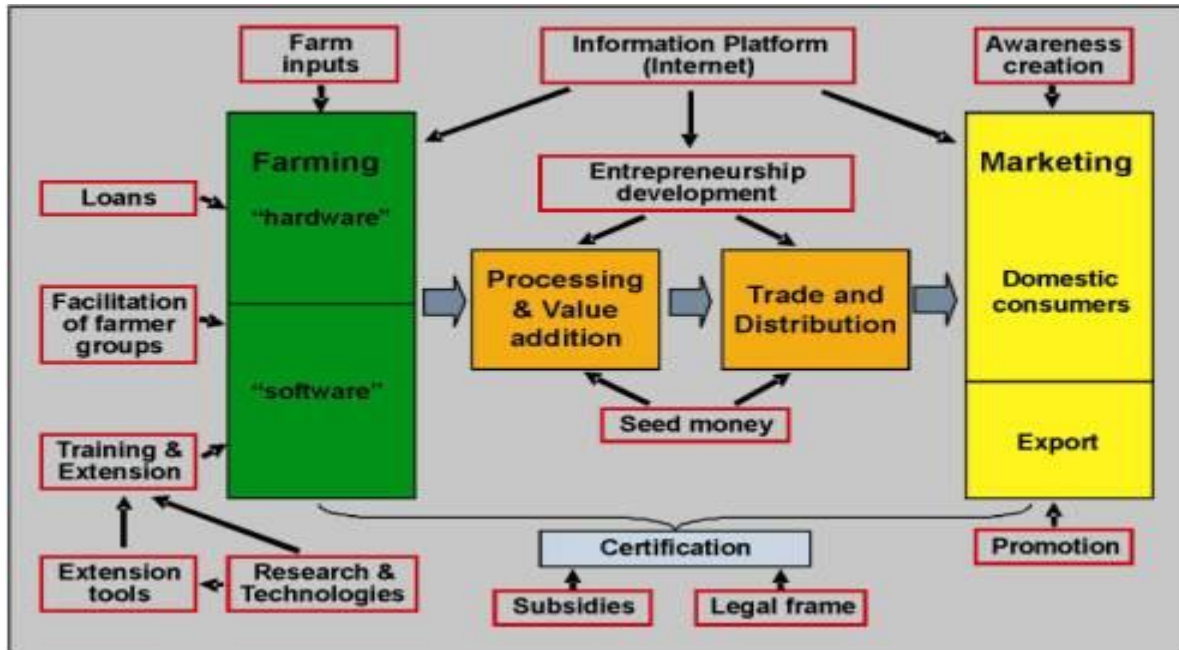 Farm
inputs
Information Platform
(Internet)
Awareness
creation
Farming
"hardware"
"software"
Loans
Facilitation
of farmer
groups
Training &
Extension
Extension
tools
Research &
Technologies
Entrepreneurship
development
Processing
& Value
addition
Trade and
Distribution
Seed money
Marketing
Domestic
consumers
Export
Certification
Subsidies
Legal frame
Promotion